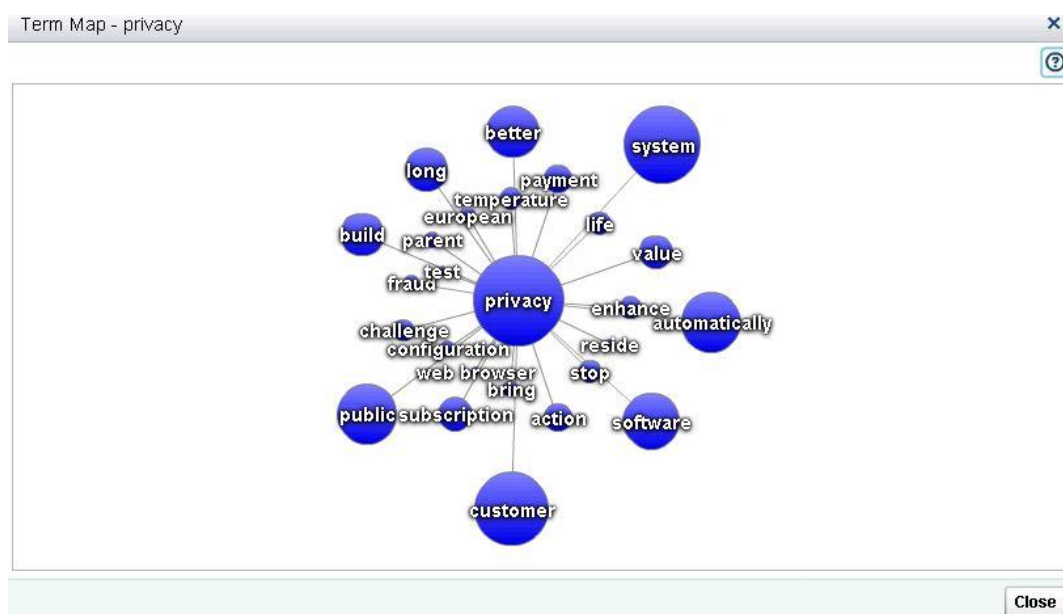 Term Map - privacy
better
system
long
payment
temperature
european
life
build
parent
value
test
fraud
privacy
enhance
automatically
challenge
configuration
reside
web browser
stop
bring
public
subscription
action
software
customer
Close